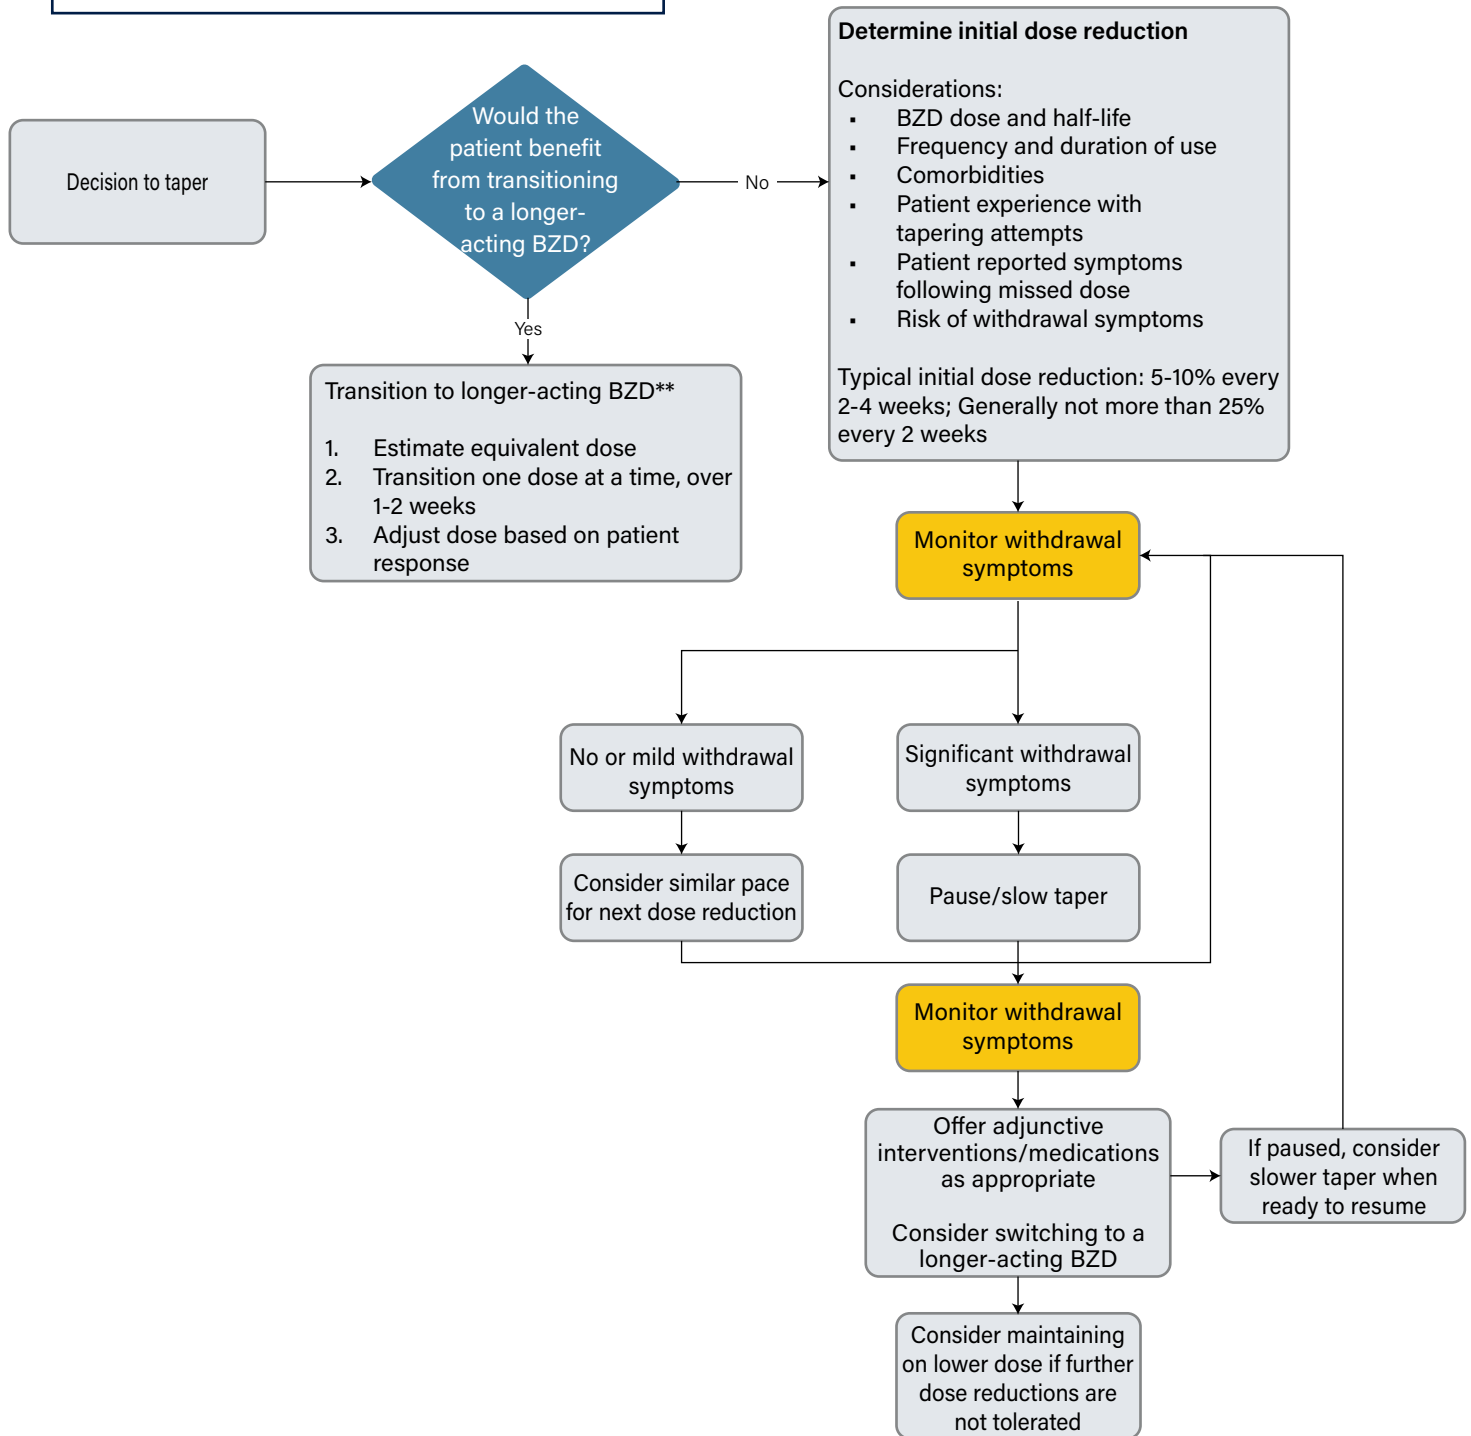 Decision to taper
Would the
patient benefit
from transitioning
to a longer-
acting BZD?
No
Yes
Determine initial dose reduction
Considerations:
▪ BZD dose and half-life
▪ Frequency and duration of use
▪ Comorbidities
▪ Patient experience with
tapering attempts
▪ Patient reported symptoms
following missed dose
▪ Risk of withdrawal symptoms
Typical initial dose reduction: 5-10% every
2-4 weeks; Generally not more than 25%
every 2 weeks
Transition to longer-acting BZD**
1. Estimate equivalent dose
2. Transition one dose at a time, over
1-2 weeks
3. Adjust dose based on patient
response
Monitor withdrawal
symptoms
No or mild withdrawal
symptoms
Significant withdrawal
symptoms
Consider similar pace
for next dose reduction
Pause/slow taper
Monitor withdrawal
symptoms
Offer adjunctive
interventions/medications
as appropriate
Consider switching to a
longer-acting BZD
If paused, consider
slower taper when
ready to resume
Consider maintaining
on lower dose if further
dose reductions are
not tolerated